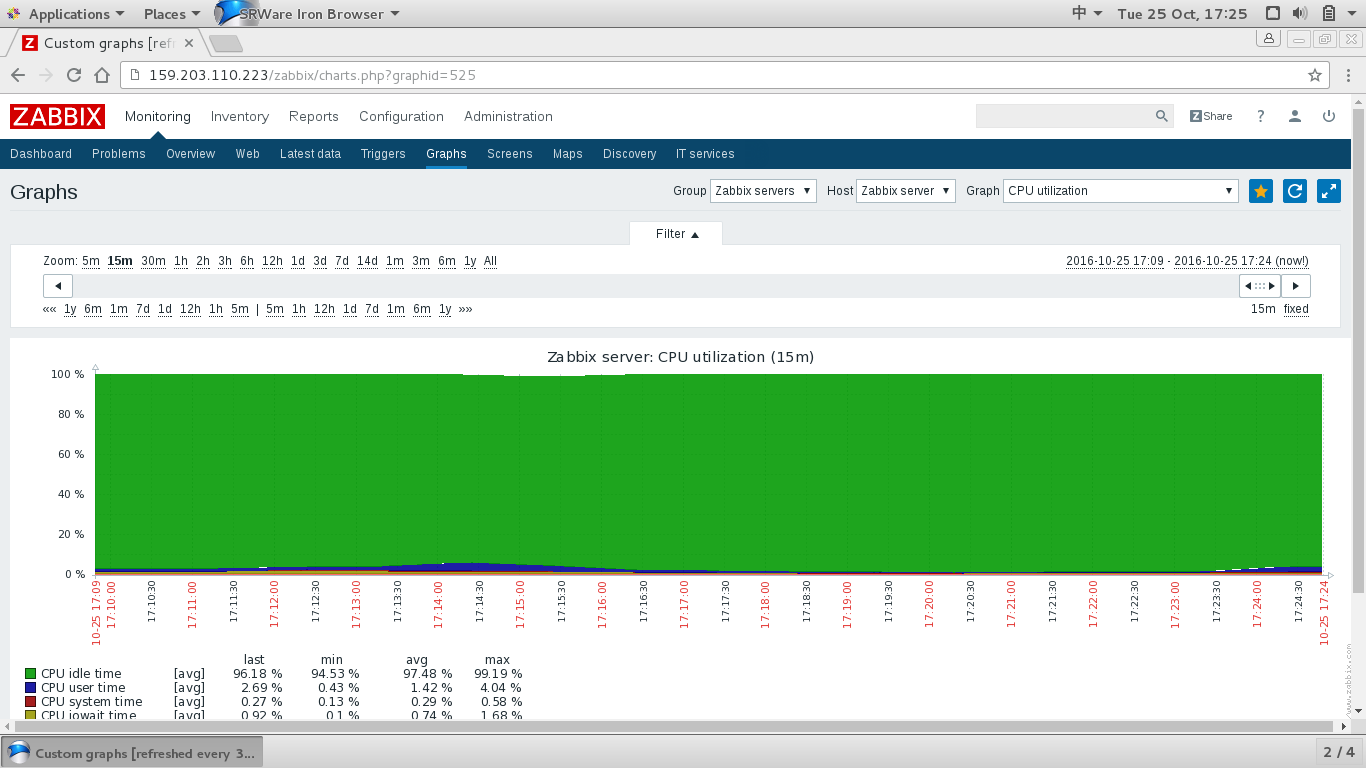 Applications Places SRWare Iron Browser 中 Tue 25 Oct, 17:25
Custom graphs [refr
159.203.110.223/zabbix/charts.php?graphid=525
ZABBIX Monitoring Inventory Reports Configuration Administration Z Share ?
Dashboard Problems Overview Web Latest data Triggers Graphs Screens Maps Discovery IT services
Graphs Group Zabbix servers Host Zabbix server Graph CPU utilization
Filter
Zoom: 5m 15m 30m 1h 2h 3h 6h 12h 1d 3d 7d 14d 1m 3m 6m 1y All 2016-10-25 17:09 - 2016-10-25 17:24 (now!)
«« 1y 6m 1m 7d 1d 12h 1h 5m | 5m 1h 12h 1d 7d 1m 6m 1y »» 15m fixed
Zabbix server: CPU utilization (15m)
100 %
80 %
60 %
40 %
20 %
0 %
10-25 17:09 17:10:00 17:10:30 17:11:00 17:11:30 17:12:00 17:12:30 17:13:00 17:13:30 17:14:00 17:14:30 17:15:00 17:15:30 17:16:00 17:16:30 17:17:00 17:17:30 17:18:00 17:18:30 17:19:00 17:19:30 17:20:00 17:20:30 17:21:00 17:21:30 17:22:00 17:22:30 17:23:00 17:23:30 17:24:00 17:24:30 10-25 17:24
last min avg max
CPU idle time [avg] 96.18 % 94.53 % 97.48 % 99.19 %
CPU user time [avg] 2.69 % 0.43 % 1.42 % 4.04 %
CPU system time [avg] 0.27 % 0.13 % 0.29 % 0.58 %
CPU iowait time [avg] 0.92 % 0.1 % 0.74 % 1.68 %
www.zabbix.com
Custom graphs [refreshed every 3... 2 / 4